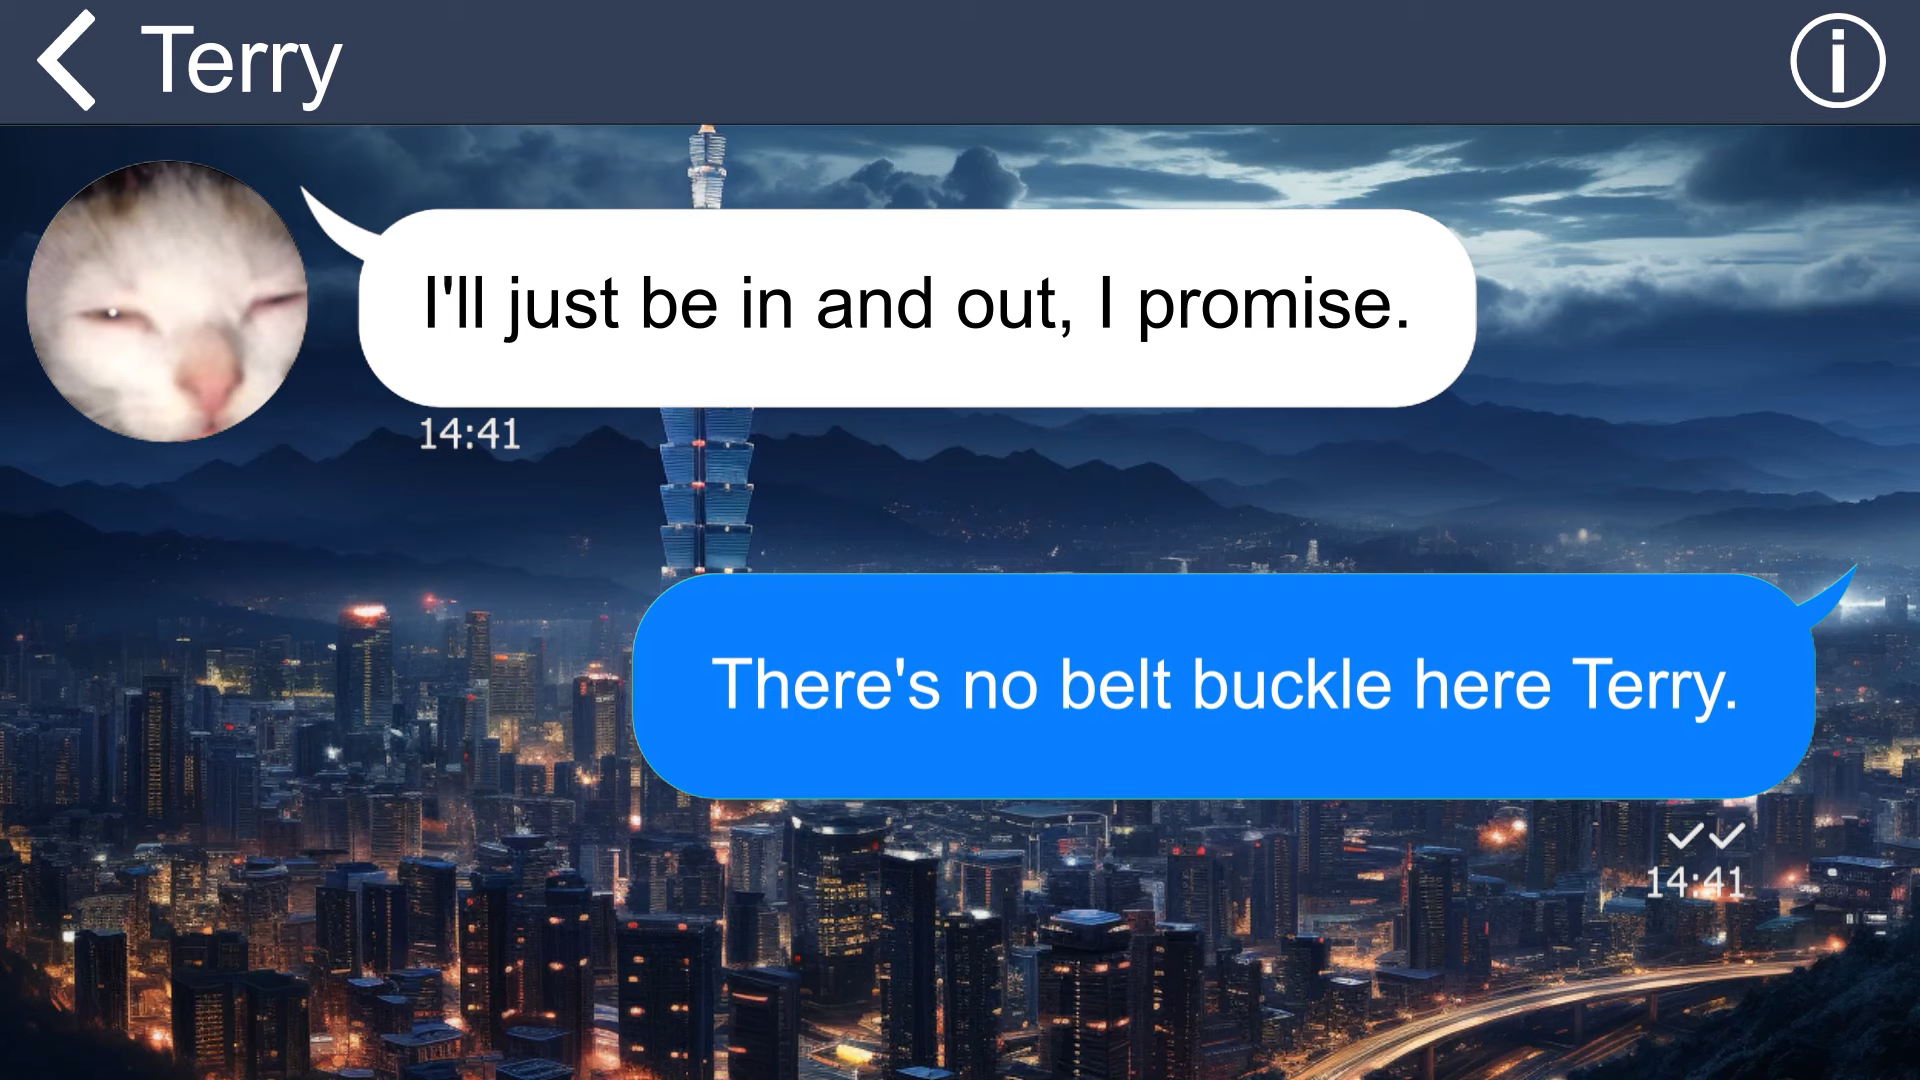 Terry
I'll just be in and out, I promise.
14:41
There's no belt buckle here Terry.
14:41